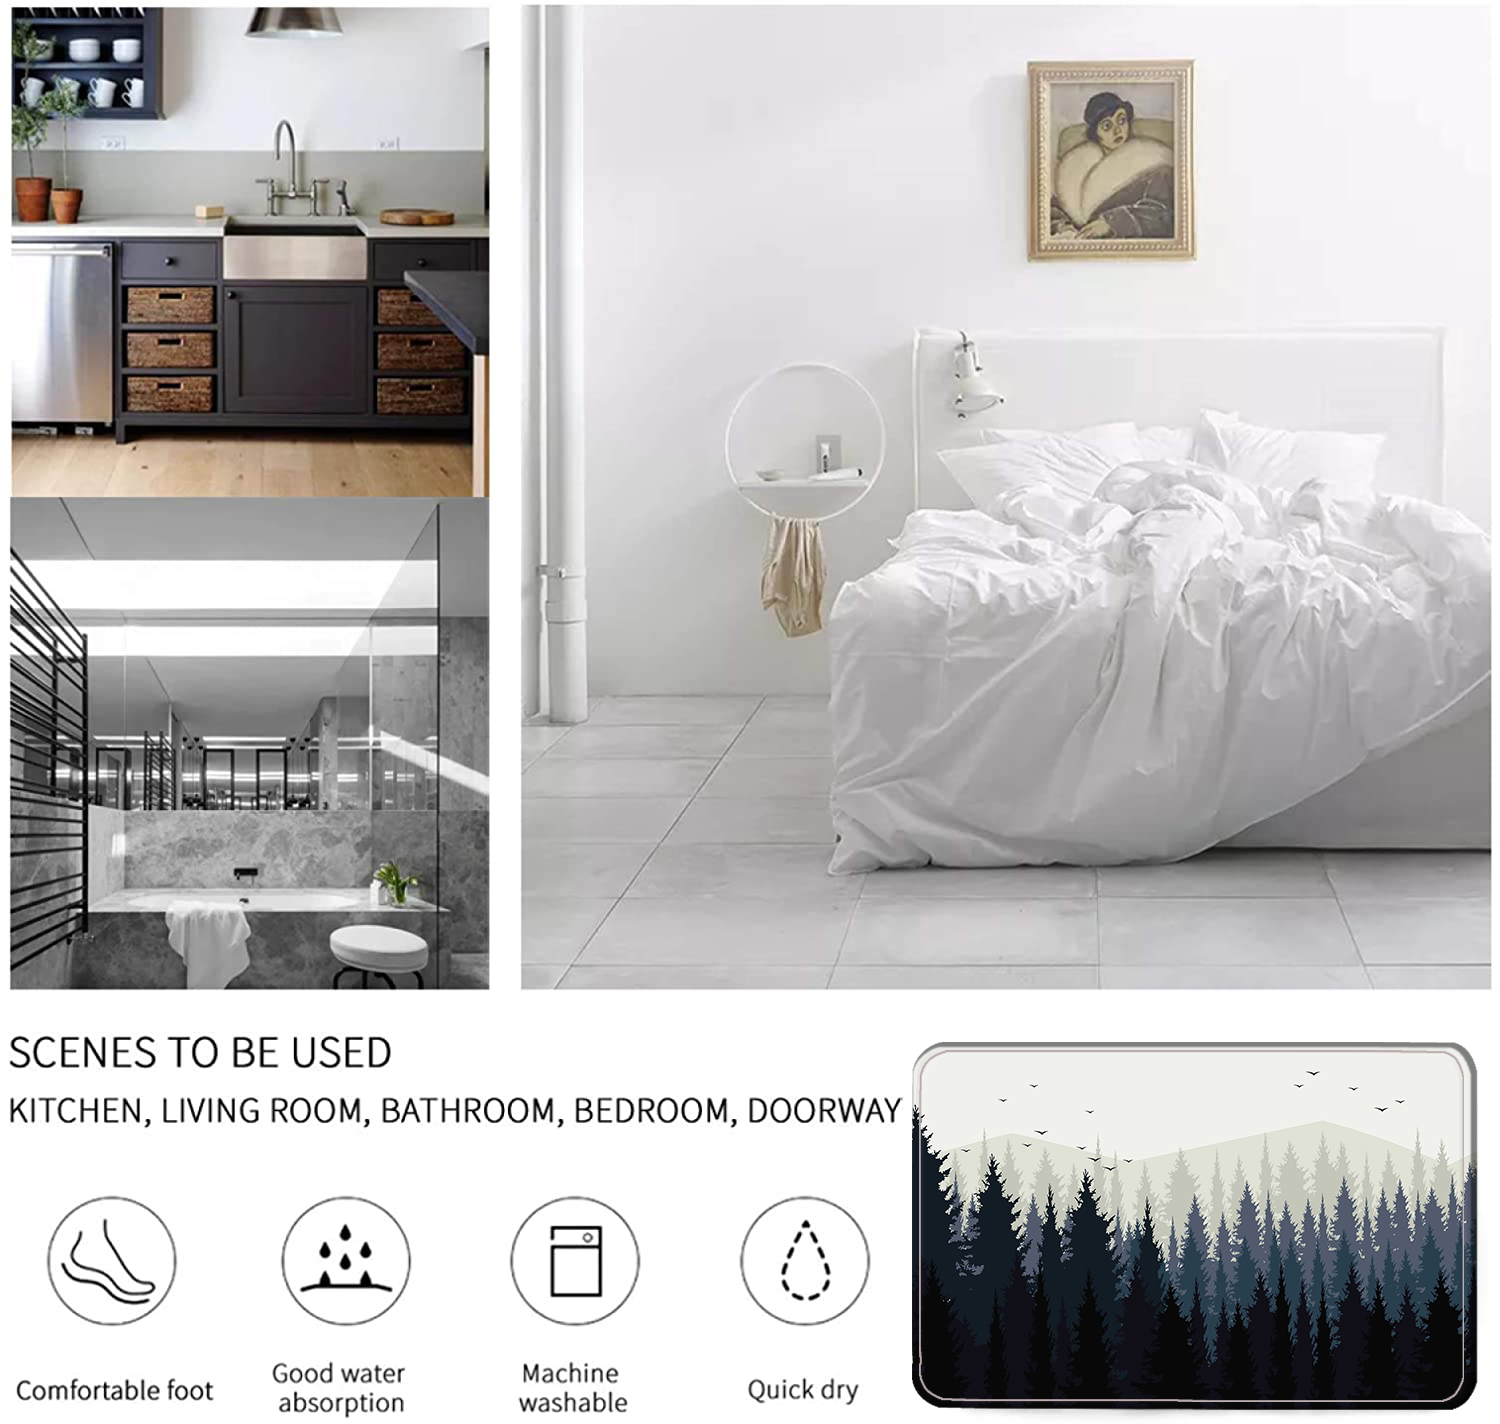 SCENES TO BE USED
KITCHEN, LIVING ROOM, BATHROOM, BEDROOM, DOORWAY
Comfortable foot
Good water
absorption
Machine
washable
Quick dry